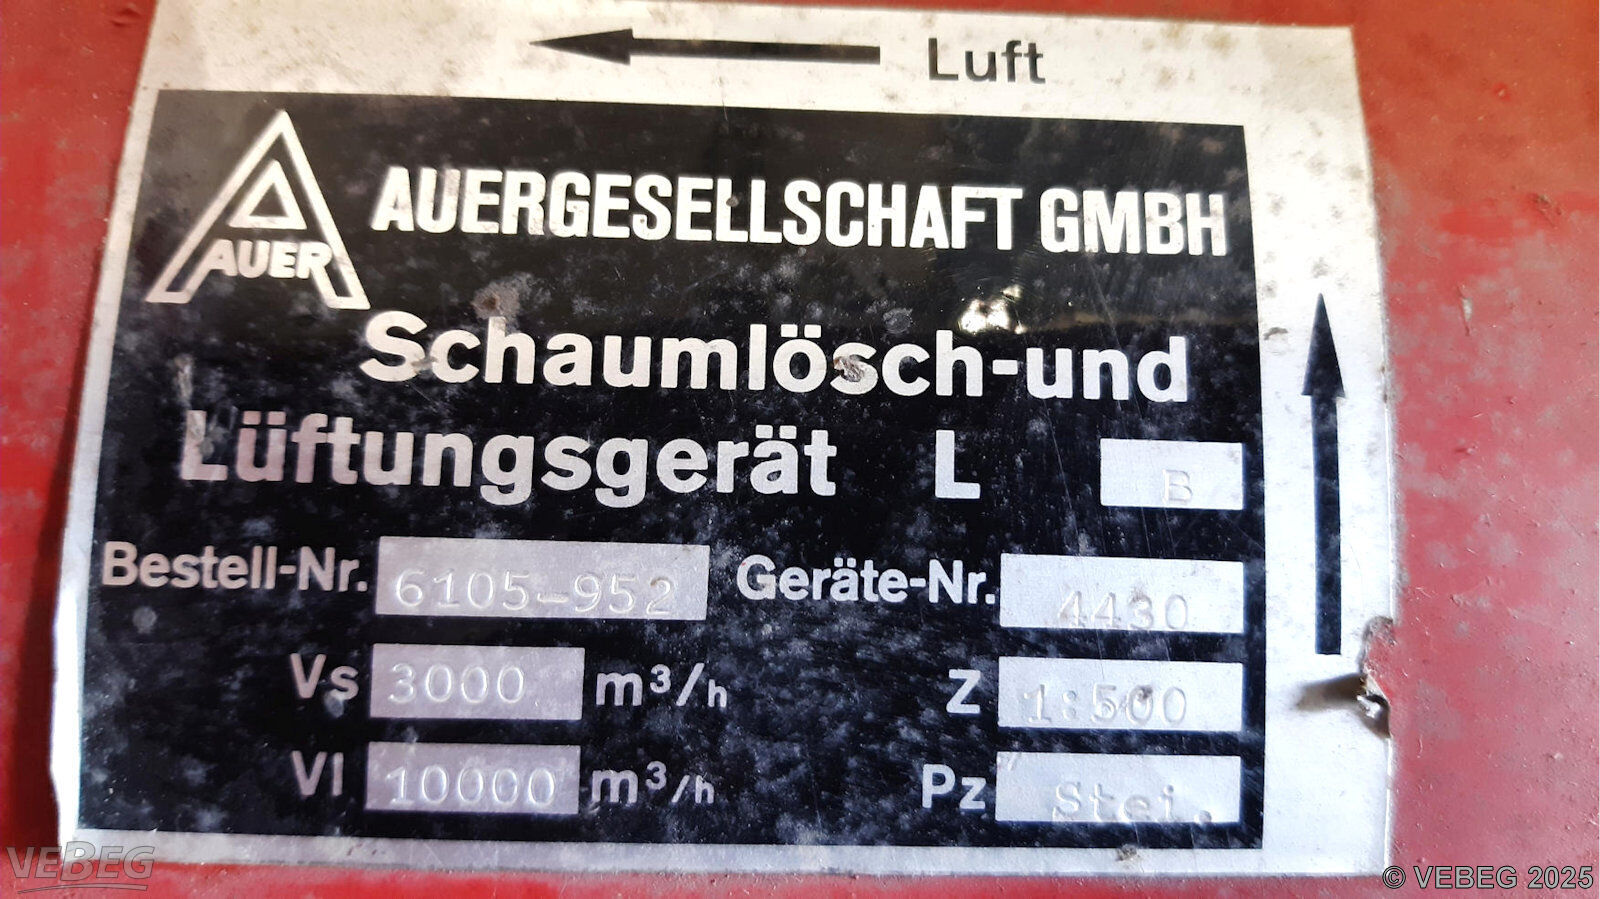 Luft
AUER
AUERGESELLSCHAFT GMBH
Schaumlösch-und
Lüftungsgerät L B
Bestell-Nr. 6105-952 Geräte-Nr. 4430
Vs 3000 m³/h Z 1:500
Vl 10000 m³/h Pz Stei.
VEBEG
© VEBEG 2025